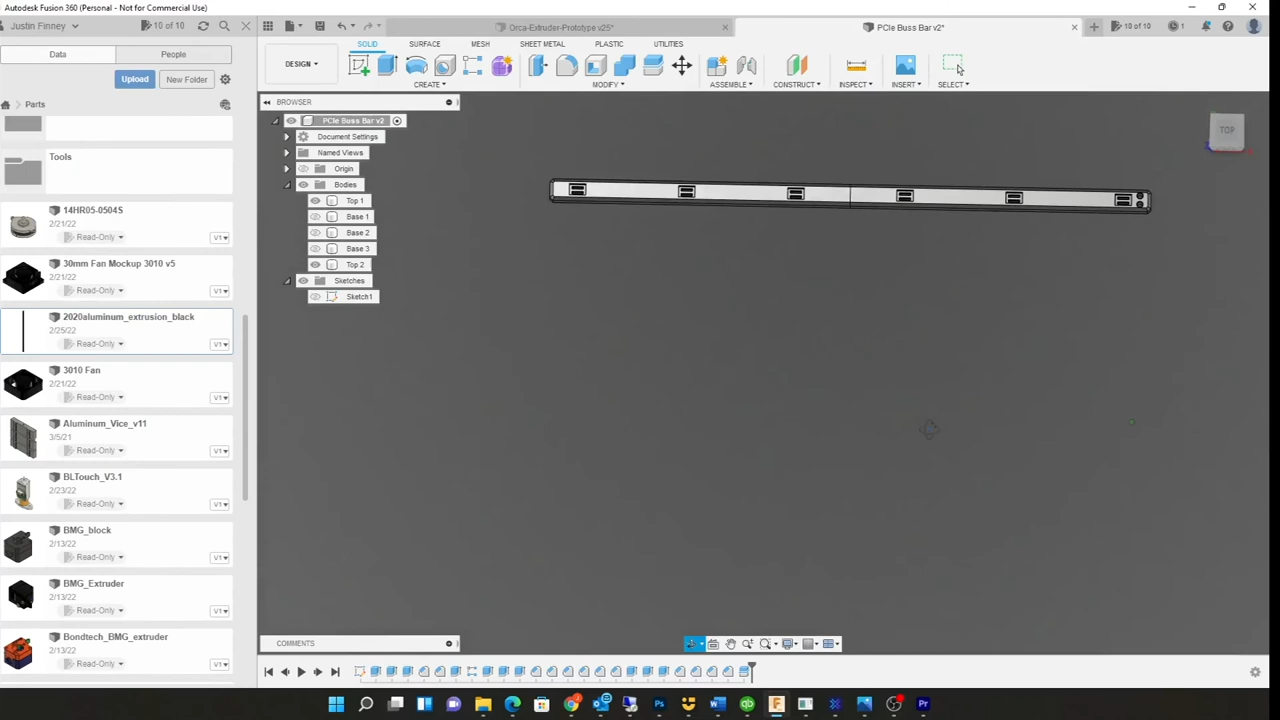 Autodesk Fusion 360 (Personal - Not for Commercial Use)
Justin Finney
10 of 10
Orca-Extruder-Prototype v25*
PCIe Buss Bar v2*
10 of 10
1
Data
People
SOLID
SURFACE
MESH
SHEET METAL
PLASTIC
UTILITIES
DESIGN
Upload
New Folder
CREATE
MODIFY
ASSEMBLE
CONSTRUCT
INSPECT
INSERT
SELECT
Parts
BROWSER
PCIe Buss Bar v2
Document Settings
Named Views
Origin
Bodies
Top 1
Base 1
Base 2
Base 3
Top 2
Sketches
Sketch1
TOP
Tools
14HR05-0504S
2/21/22
Read-Only
V1
30mm Fan Mockup 3010 v5
2/21/22
Read-Only
V1
2020aluminum_extrusion_black
2/25/22
Read-Only
V1
3010 Fan
2/21/22
Read-Only
V1
Aluminum_Vice_v11
3/5/21
Read-Only
V1
BLTouch_V3.1
2/23/22
Read-Only
V1
BMG_block
2/13/22
Read-Only
V1
BMG_Extruder
2/13/22
Read-Only
V1
Bondtech_BMG_extruder
2/13/22
Read-Only
V1
COMMENTS